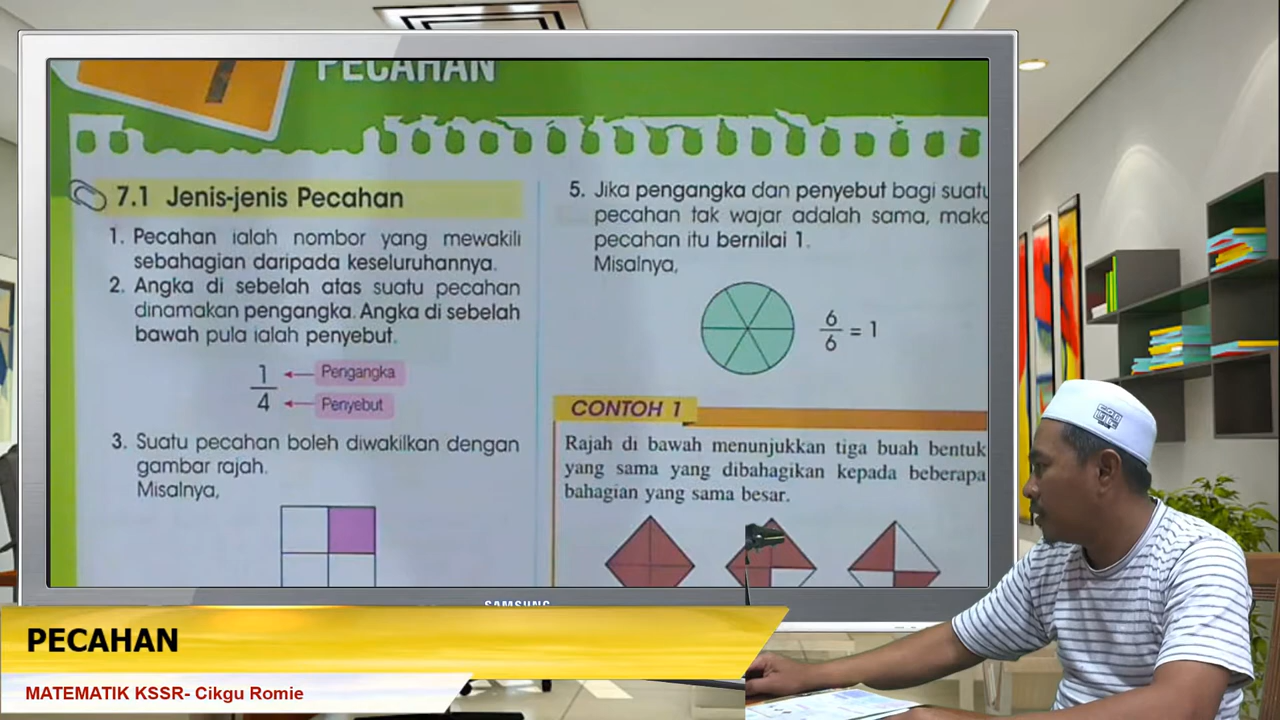 7
PECAHAN
7.1 Jenis-jenis Pecahan
1. Pecahan ialah nombor yang mewakili
sebahagian daripada keseluruhannya.
2. Angka di sebelah atas suatu pecahan
dinamakan pengangka. Angka di sebelah
bawah pula ialah penyebut.
1 Pengangka
4 Penyebut
3. Suatu pecahan boleh diwakilkan dengan
gambar rajah.
Misalnya,
5. Jika pengangka dan penyebut bagi suatu
pecahan tak wajar adalah sama, maka
pecahan itu bernilai 1.
Misalnya,
6/6 = 1
CONTOH 1
Rajah di bawah menunjukkan tiga buah bentuk
yang sama yang dibahagikan kepada beberapa
bahagian yang sama besar.
SAMSUNG
PECAHAN
MATEMATIK KSSR- Cikgu Romie